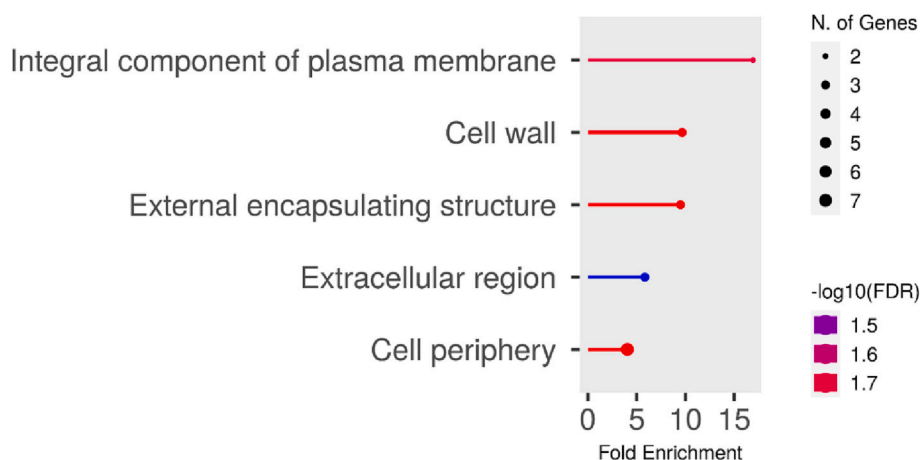 Integral component of plasma membrane
Cell wall
External encapsulating structure
Extracellular region
Cell periphery
0 5 10 15
Fold Enrichment
N. of Genes
2
3
4
5
6
7
-log10(FDR)
1.5
1.6
1.7